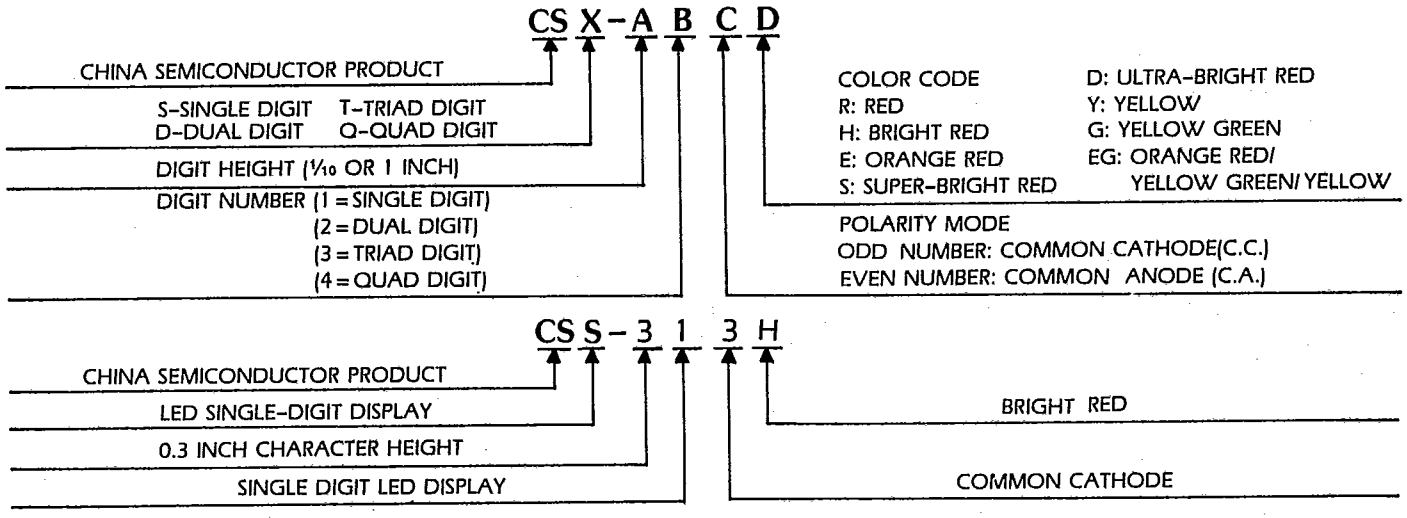 CS X-A B C D
CHINA SEMICONDUCTOR PRODUCT
S-SINGLE DIGIT T-TRIAD DIGIT
D-DUAL DIGIT Q-QUAD DIGIT
DIGIT HEIGHT (1/10 OR 1 INCH)
DIGIT NUMBER (1 = SINGLE DIGIT)
(2 = DUAL DIGIT)
(3 = TRIAD DIGIT)
(4 = QUAD DIGIT)
COLOR CODE D: ULTRA-BRIGHT RED
R: RED Y: YELLOW
H: BRIGHT RED G: YELLOW GREEN
E: ORANGE RED EG: ORANGE RED/
S: SUPER-BRIGHT RED YELLOW GREEN/YELLOW
POLARITY MODE
ODD NUMBER: COMMON CATHODE(C.C.)
EVEN NUMBER: COMMON ANODE (C.A.)
CS S-3 1 3 H
CHINA SEMICONDUCTOR PRODUCT
LED SINGLE-DIGIT DISPLAY
0.3 INCH CHARACTER HEIGHT
SINGLE DIGIT LED DISPLAY
BRIGHT RED
COMMON CATHODE